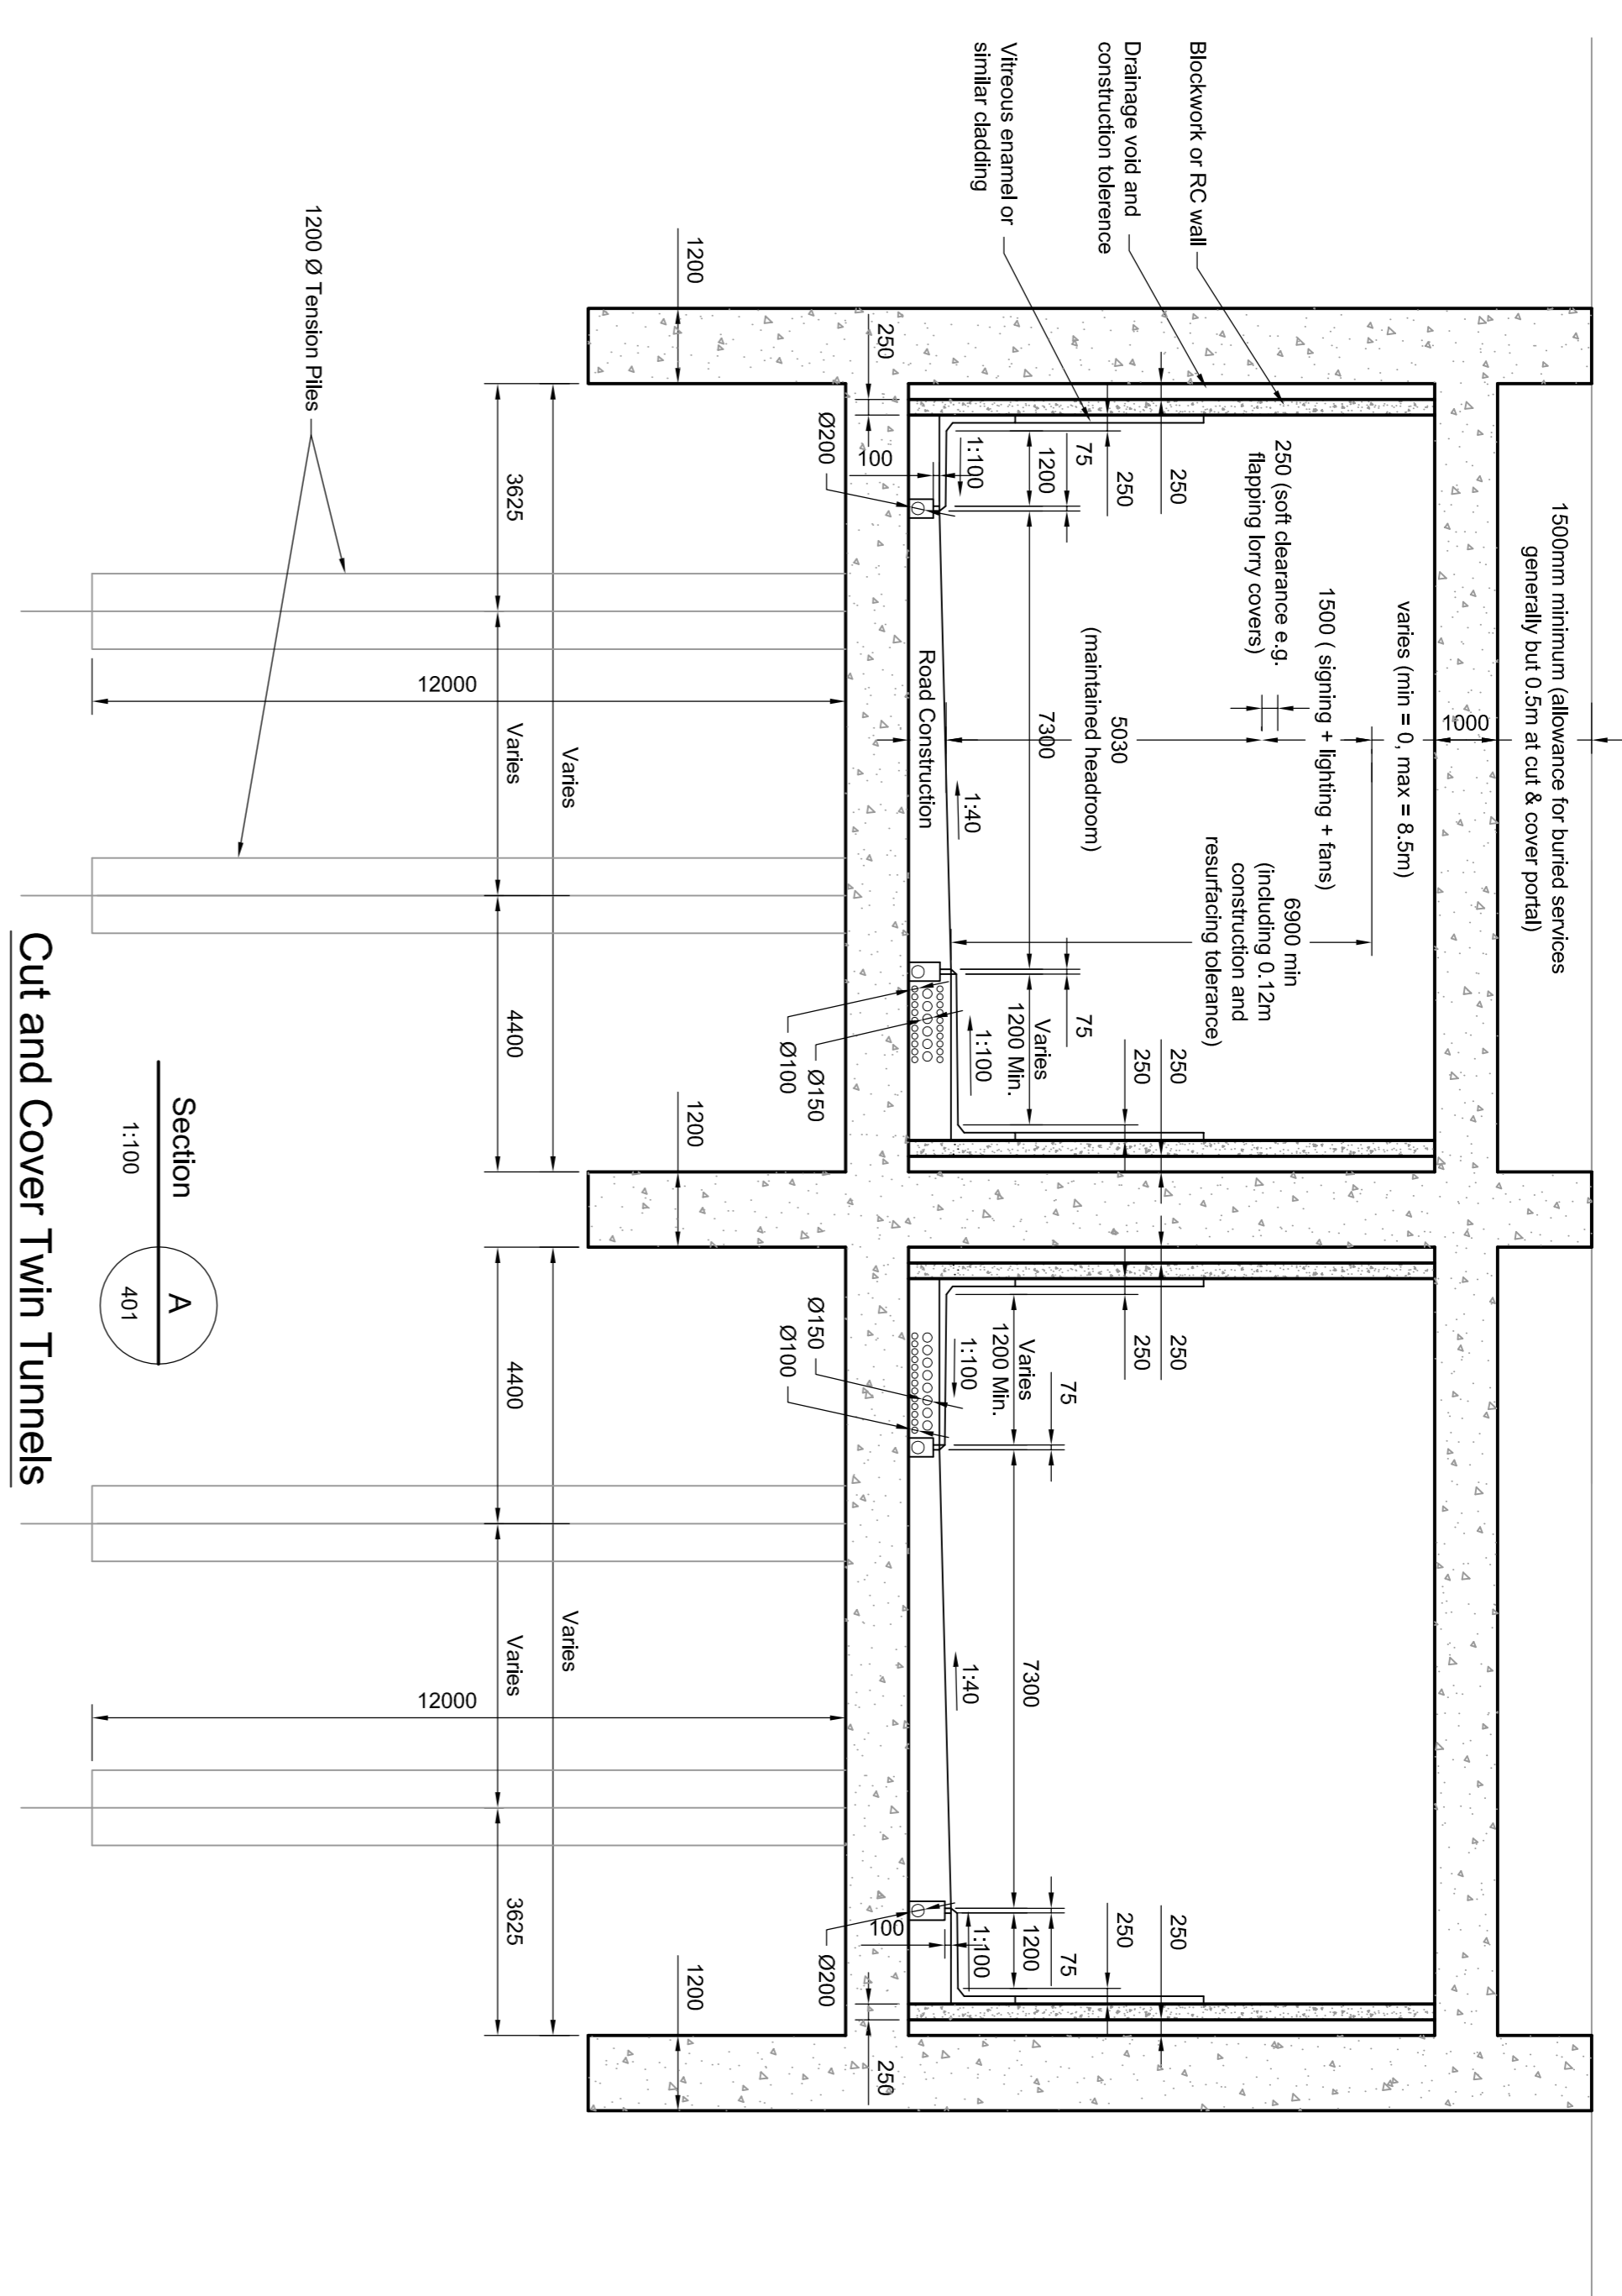 1500mm minimum (allowance for buried services
generally but 0.5m at cut & cover portal)
1000
varies (min = 0, max = 8.5m)
1500 ( signing + lighting + fans)
250 (soft clearance e.g.
flapping lorry covers)
6900 min
(including 0.12m
construction and
resurfacing tolerance)
5030
(maintained headroom)
Blockwork or RC wall
Drainage void and
construction tolerence
Vitreous enamel or
similar cladding
250
250
75
1200
7300
1:100
1:40
Road Construction
100
Ø200
250
250
250
75
Varies
1200 Min.
1:100
Ø150
Ø100
250
250
75
Varies
1200 Min.
1:100
Ø150
Ø100
7300
1:40
250
250
75
1200
1:100
100
Ø200
250
1200
1200
1200
Varies
Varies
3625
Varies
4400
4400
Varies
3625
12000
12000
1200 Ø Tension Piles
Section
1:100
A
401
Cut and Cover Twin Tunnels